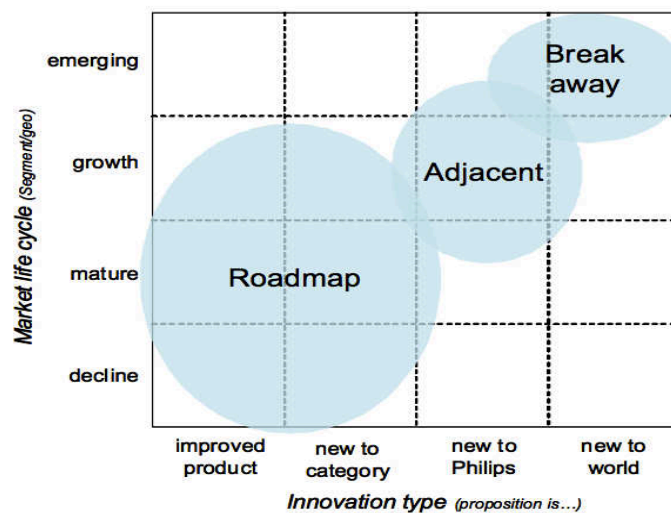 emerging
growth
mature
decline
Market life cycle (Segment/geo)
Break
away
Adjacent
Roadmap
improved
product
new to
category
new to
Philips
new to
world
Innovation type (proposition is…)